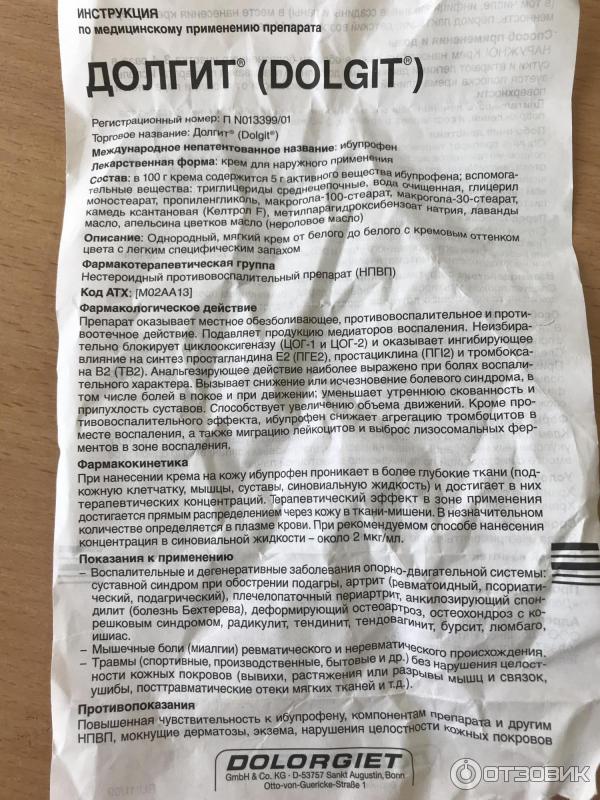 ИНСТРУКЦИЯ
по медицинскому применению препарата
ДОЛГИТ® (DOLGIT®)
Регистрационный номер: П N013399/01
Торговое название: Долгит® (Dolgit®)
Международное непатентованное название: ибупрофен
Лекарственная форма: крем для наружного применения
Состав: в 100 г крема содержится 5 г активного вещества ибупрофена; вспомога-
тельные вещества: триглицериды среднецепочные, вода очищенная, глицерил
моностеарат, пропиленгликоль, макрогола-100-стеарат, макрогола-30-стеарат,
камедь ксантановая (Келтрол F), метилпарагидроксибензоат натрия, лаванды
масло, апельсина цветков масло (неролевое масло)
Описание: Однородный, мягкий крем от белого до белого с кремовым оттенком
цвета с легким специфическим запахом
Фармакотерапевтическая группа
Нестероидный противовоспалительный препарат (НПВП)
Код АТХ: [M02AA13]
Фармакологическое действие
Препарат оказывает местное обезболивающее, противовоспалительное и проти-
воотечное действие. Подавляет продукцию медиаторов воспаления. Неизбира-
тельно блокирует циклооксигеназу (ЦОГ-1 и ЦОГ-2) и оказывает ингибирующее
влияние на синтез простагландина Е2 (ПГЕ2), простациклина (ПГI2) и тромбокса-
на В2 (ТВ2). Анальгезирующее действие наиболее выражено при болях воспали-
тельного характера. Вызывает снижение или исчезновение болевого синдрома, в
том числе болей в покое и при движении; уменьшает утреннюю скованность и
припухлость суставов. Способствует увеличению объема движений. Кроме про-
тивовоспалительного эффекта, ибупрофен снижает агрегацию тромбоцитов в
месте воспаления, а также миграцию лейкоцитов и выброс лизосомальных фер-
ментов в зоне воспаления.
Фармакокинетика
При нанесении крема на кожу ибупрофен проникает в более глубокие ткани (под-
кожную клетчатку, мышцы, суставы, синовиальную жидкость) и достигает в них
терапевтических концентраций. Терапевтический эффект в зоне применения
достигается прямым распределением через кожу в ткани-мишени. В незначительном
количестве определяется в плазме крови. При рекомендуемом способе нанесения
концентрация в синовиальной жидкости – около 2 мкг/мл.
Показания к применению
– Воспалительные и дегенеративные заболевания опорно-двигательной системы:
суставной синдром при обострении подагры, артрит (ревматоидный, псориати-
ческий, подагрический), плечелопаточный периартрит, анкилозирующий спон-
дилит (болезнь Бехтерева), деформирующий остеоартроз, остеохондроз с ко-
решковым синдромом, радикулит, тендинит, тендовагинит, бурсит, люмбаго,
ишиас.
– Мышечные боли (миалгии) ревматического и неревматического происхождения.
– Травмы (спортивные, производственные, бытовые и др.) без нарушения целост-
ности кожных покровов (вывихи, растяжения или разрывы мышц и связок,
ушибы, посттравматические отеки мягких тканей и т.д.).
Противопоказания
Повышенная чувствительность к ибупрофену, компонентам препарата и другим
НПВП, мокнущие дерматозы, экзема, нарушения целостности кожных покровов
DOLORGIET
GmbH & Co. KG · D-53757 Sankt Augustin, Bonn
Otto-von-Guericke-Straße 1
ОТЗОВИК